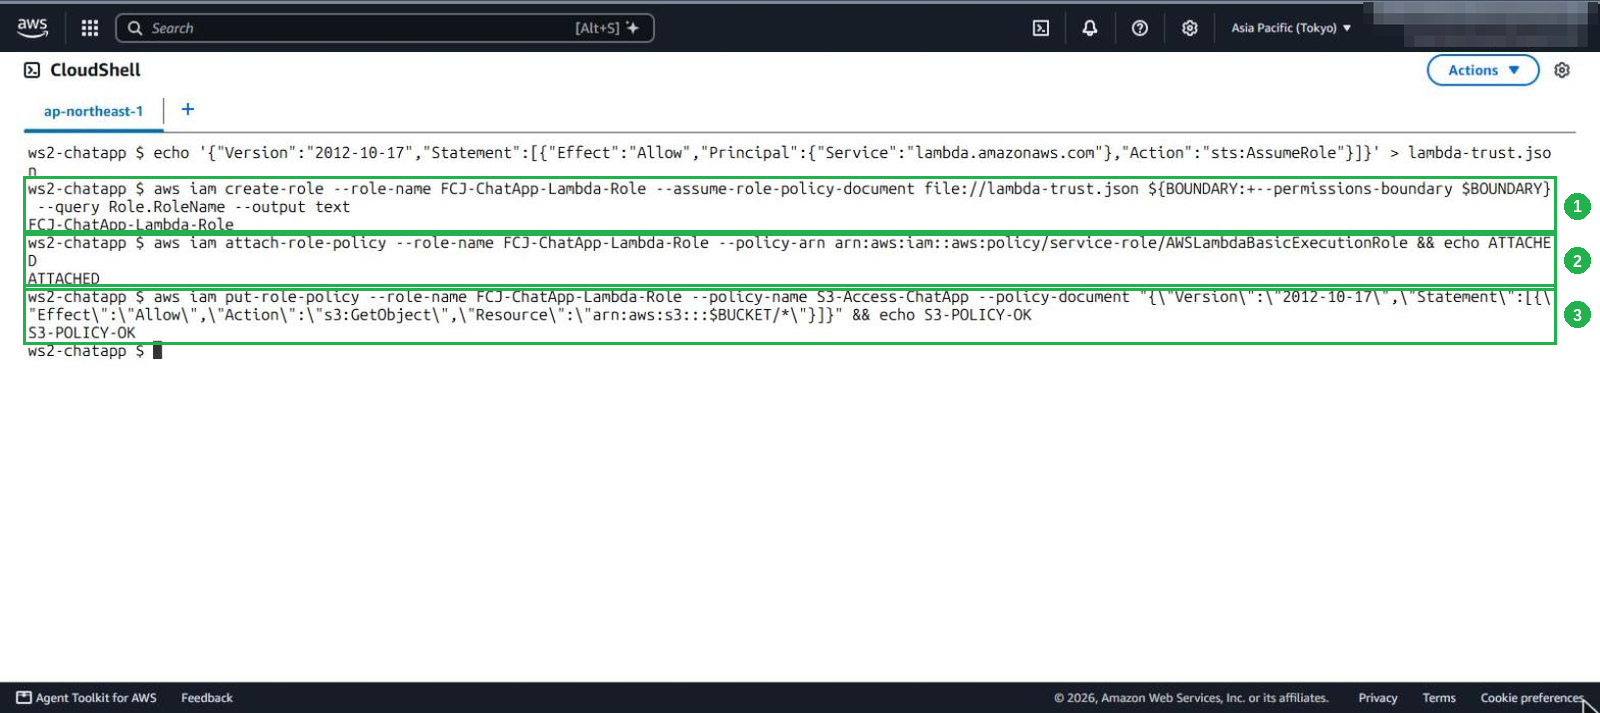 aws
Search
[Alt+S]
Asia Pacific (Tokyo)
CloudShell
Actions
ap-northeast-1
+
ws2-chatapp $ echo '{"Version":"2012-10-17","Statement":[{"Effect":"Allow","Principal":{"Service":"lambda.amazonaws.com"},"Action":"sts:AssumeRole"}]}' > lambda-trust.jso
n
ws2-chatapp $ aws iam create-role --role-name FCJ-ChatApp-Lambda-Role --assume-role-policy-document file://lambda-trust.json ${BOUNDARY:+--permissions-boundary $BOUNDARY}
--query Role.RoleName --output text
1
FCJ-ChatApp-Lambda-Role
ws2-chatapp $ aws iam attach-role-policy --role-name FCJ-ChatApp-Lambda-Role --policy-arn arn:aws:iam::aws:policy/service-role/AWSLambdaBasicExecutionRole && echo ATTACHE
D
2
ATTACHED
ws2-chatapp $ aws iam put-role-policy --role-name FCJ-ChatApp-Lambda-Role --policy-name S3-Access-ChatApp --policy-document "{\"Version\":\"2012-10-17\",\"Statement\":[{\
"Effect\":\"Allow\",\"Action\":\"s3:GetObject\",\"Resource\":\"arn:aws:s3:::$BUCKET/*\"}]}" && echo S3-POLICY-OK
3
S3-POLICY-OK
ws2-chatapp $
Agent Toolkit for AWS
Feedback
© 2026, Amazon Web Services, Inc. or its affiliates.
Privacy
Terms
Cookie preferences